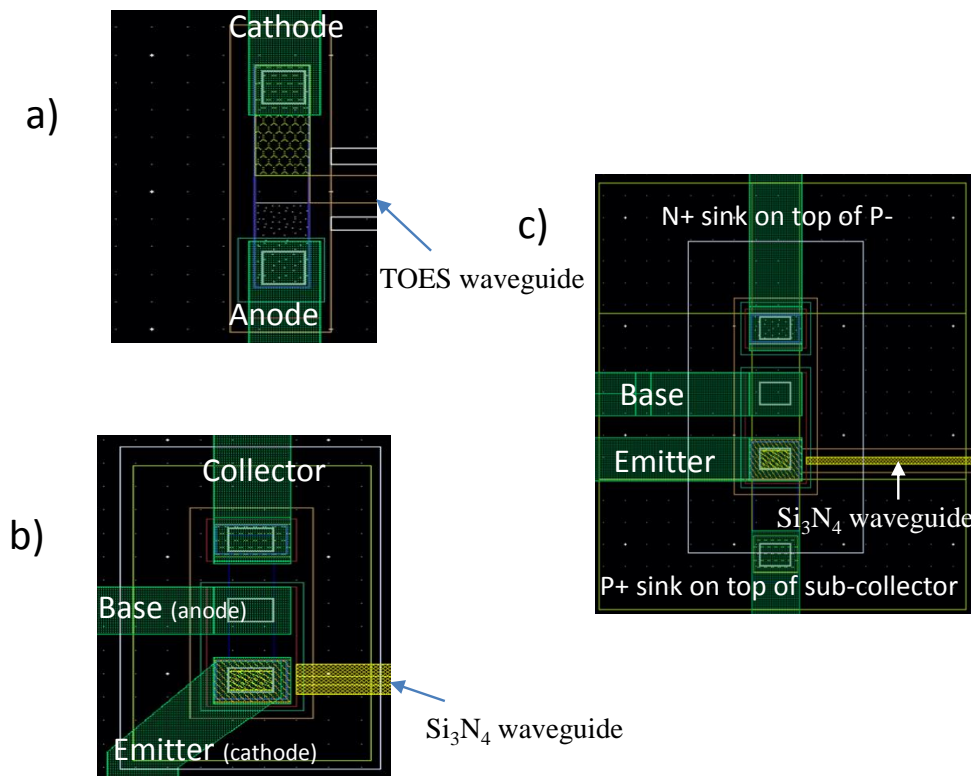 a)
Cathode
TOES waveguide
Anode
b)
Collector
Base (anode)
Emitter (cathode)
Si₃N₄ waveguide
c)
N+ sink on top of P-
Base
Emitter
Si₃N₄ waveguide
P+ sink on top of sub-collector